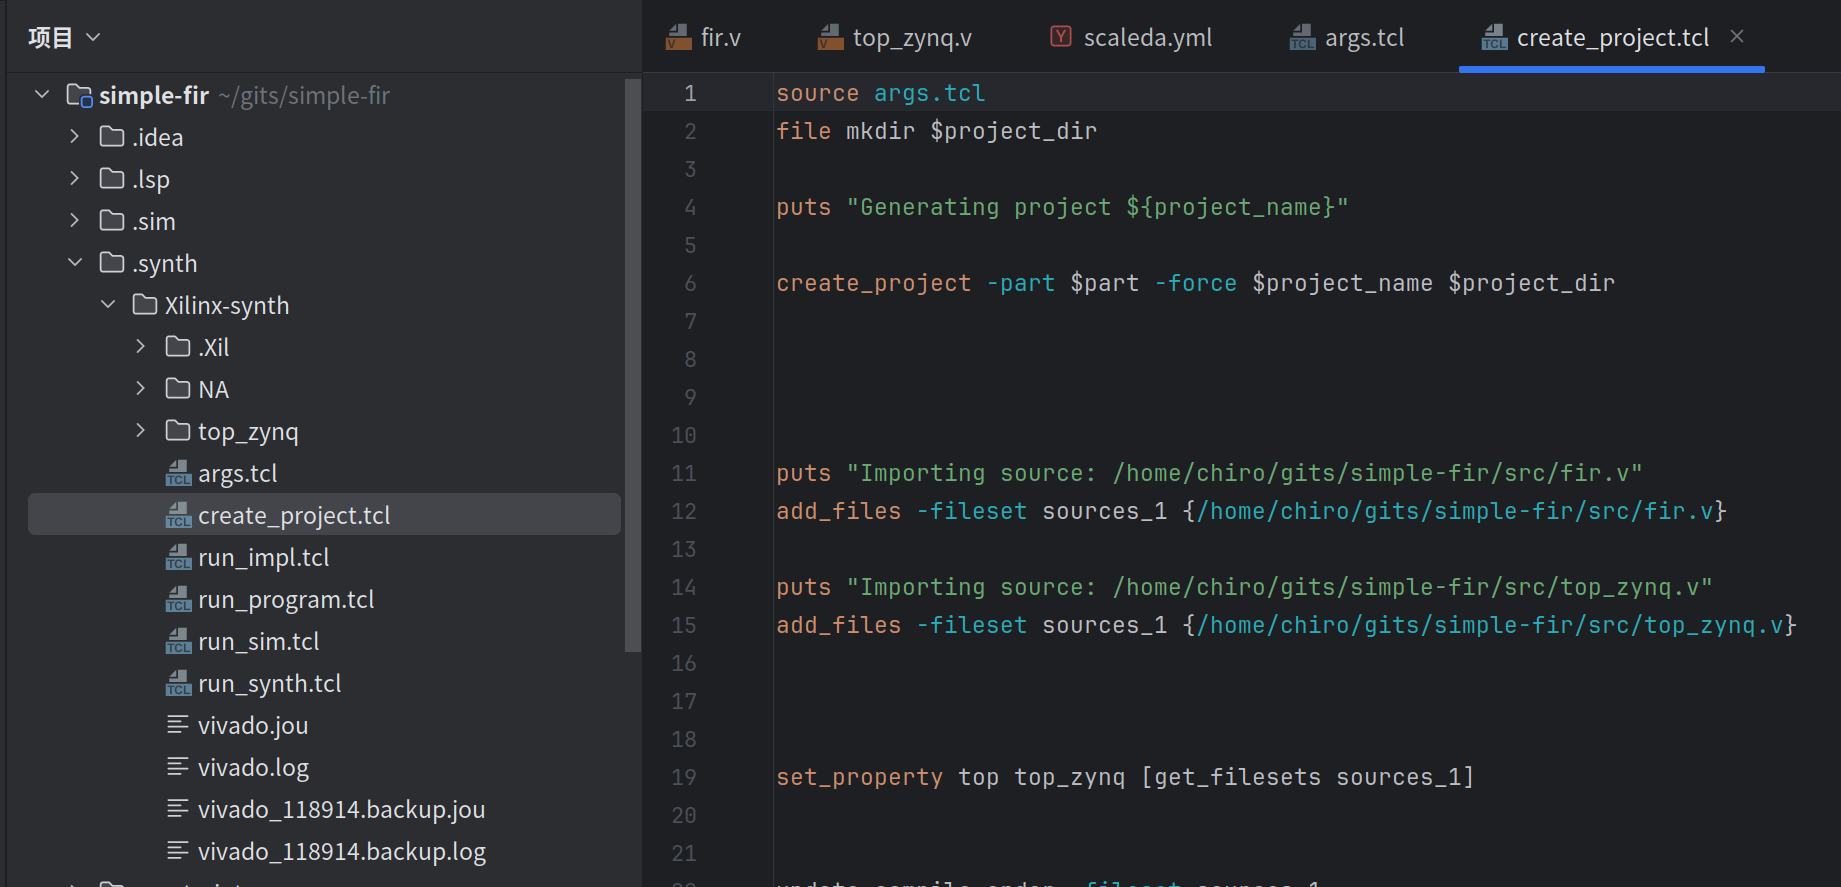 项目
simple-fir ~/gits/simple-fir
.idea
.lsp
.sim
.synth
Xilinx-synth
.Xil
NA
top_zynq
args.tcl
create_project.tcl
run_impl.tcl
run_program.tcl
run_sim.tcl
run_synth.tcl
vivado.jou
vivado.log
vivado_118914.backup.jou
vivado_118914.backup.log
fir.v top_zynq.v scaleda.yml args.tcl create_project.tcl
1 source args.tcl
2 file mkdir $project_dir
3
4 puts "Generating project ${project_name}"
5
6 create_project -part $part -force $project_name $project_dir
7
8
9
10
11 puts "Importing source: /home/chiro/gits/simple-fir/src/fir.v"
12 add_files -fileset sources_1 {/home/chiro/gits/simple-fir/src/fir.v}
13
14 puts "Importing source: /home/chiro/gits/simple-fir/src/top_zynq.v"
15 add_files -fileset sources_1 {/home/chiro/gits/simple-fir/src/top_zynq.v}
16
17
18
19 set_property top top_zynq [get_filesets sources_1]
20
21